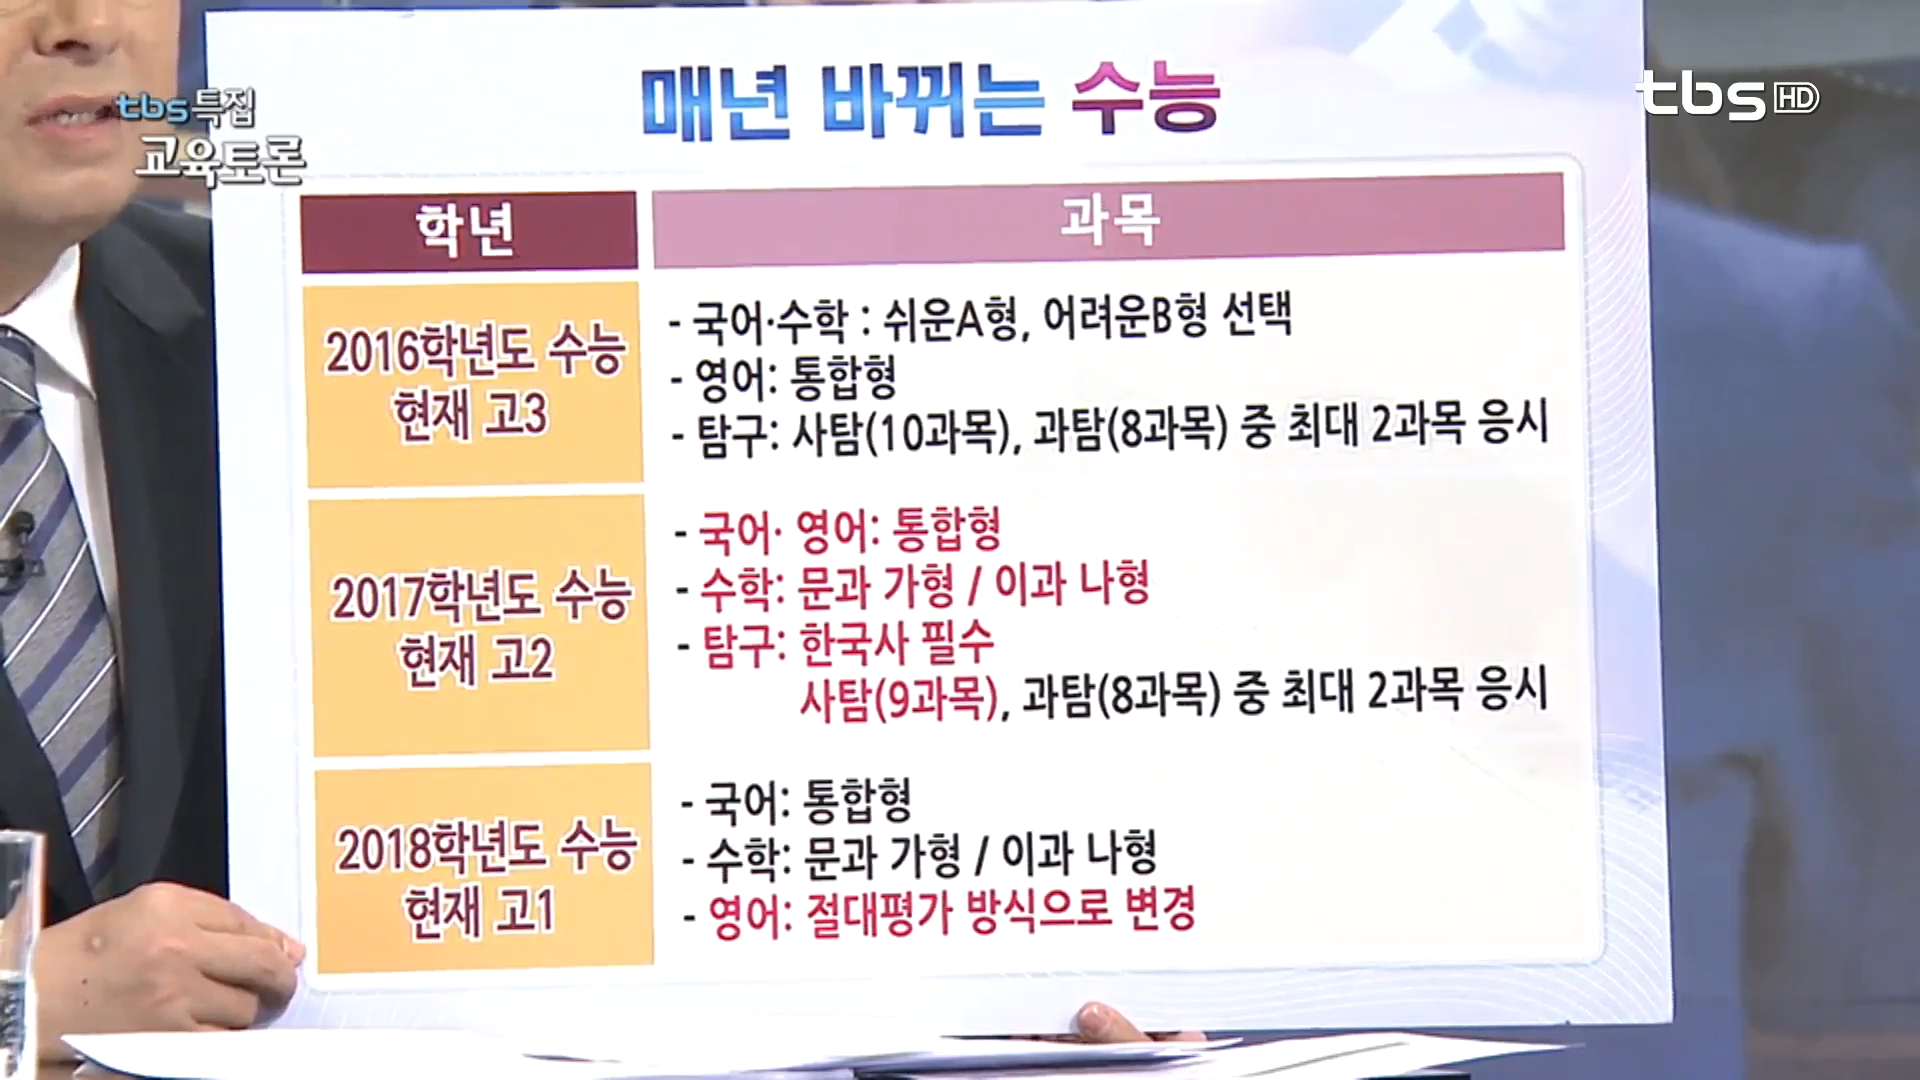 tbs특집
교육토론
tbs HD
매년 바뀌는 수능
학년
과목
2016학년도 수능
현재 고3
- 국어·수학 : 쉬운A형, 어려운B형 선택
- 영어: 통합형
- 탐구: 사탐(10과목), 과탐(8과목) 중 최대 2과목 응시
2017학년도 수능
현재 고2
- 국어· 영어: 통합형
- 수학: 문과 가형 / 이과 나형
- 탐구: 한국사 필수
사탐(9과목), 과탐(8과목) 중 최대 2과목 응시
2018학년도 수능
현재 고1
- 국어: 통합형
- 수학: 문과 가형 / 이과 나형
- 영어: 절대평가 방식으로 변경